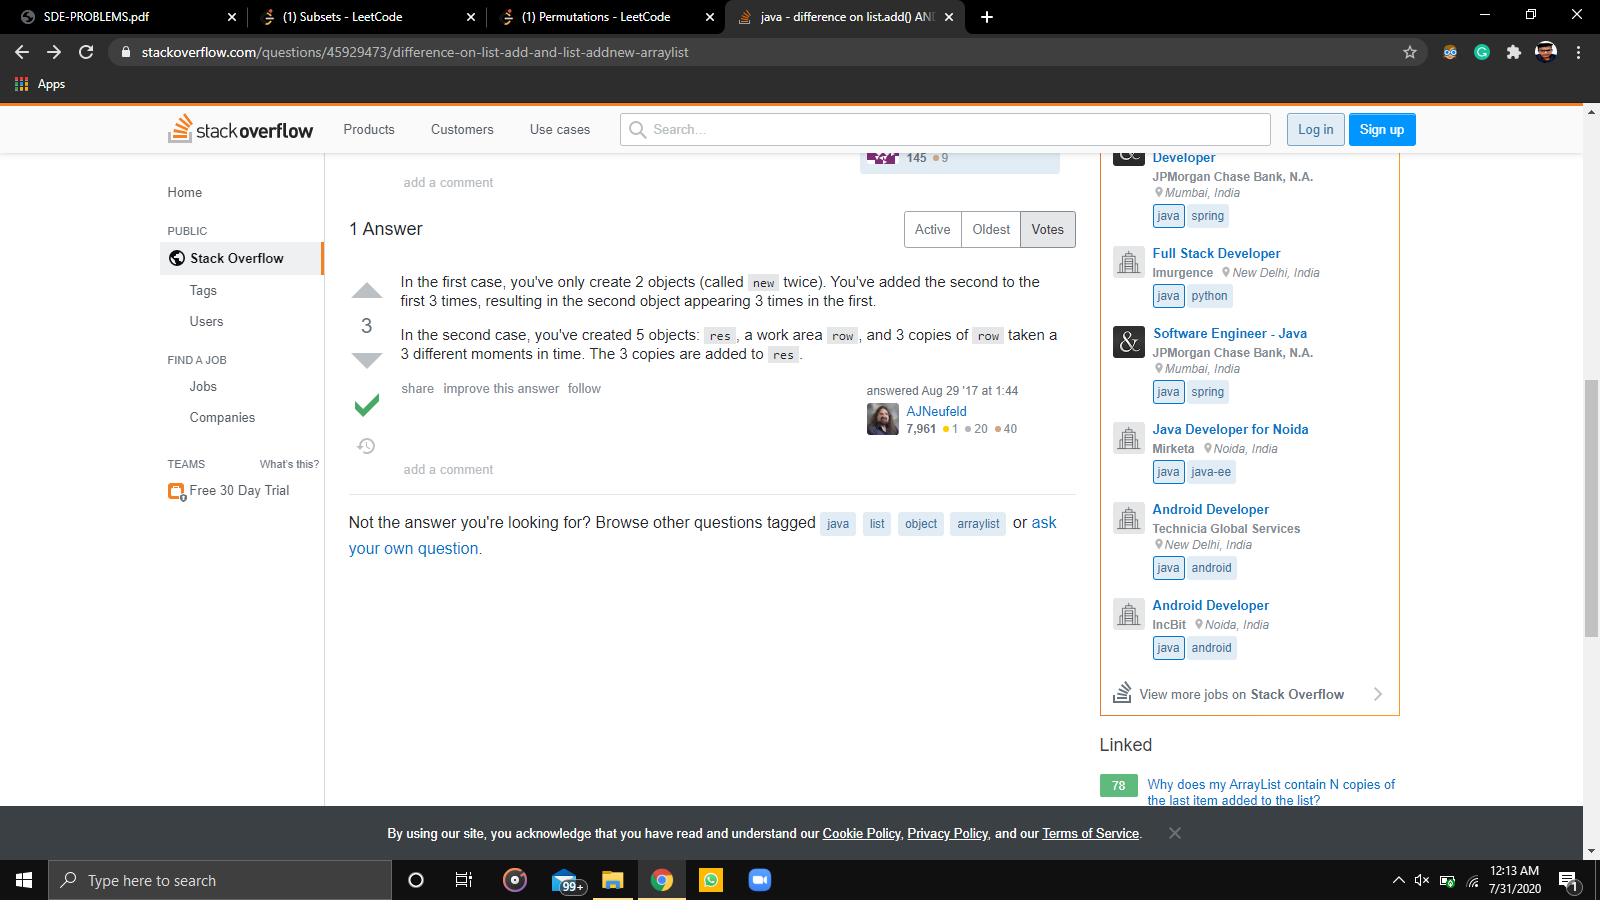 SDE-PROBLEMS.pdf
(1) Subsets - LeetCode
(1) Permutations - LeetCode
java - difference on list.add() AN
stackoverflow.com/questions/45929473/difference-on-list-add-and-list-addnew-arraylist
Apps
stackoverflow
Products
Customers
Use cases
Search...
Log in
Sign up
Home
PUBLIC
Stack Overflow
Tags
Users
FIND A JOB
Jobs
Companies
TEAMS
What's this?
Free 30 Day Trial
145 9
add a comment
1 Answer
Active
Oldest
Votes
In the first case, you've only create 2 objects (called new twice). You've added the second to the
first 3 times, resulting in the second object appearing 3 times in the first.
3
In the second case, you've created 5 objects: res, a work area row, and 3 copies of row taken a
3 different moments in time. The 3 copies are added to res.
share improve this answer follow
answered Aug 29 '17 at 1:44
AJNeufeld
7,961 1 20 40
add a comment
Not the answer you're looking for? Browse other questions tagged java list object arraylist or ask
your own question.
&
Developer
JPMorgan Chase Bank, N.A.
Mumbai, India
java spring
Full Stack Developer
Imurgence New Delhi, India
java python
&
Software Engineer - Java
JPMorgan Chase Bank, N.A.
Mumbai, India
java spring
Java Developer for Noida
Mirketa Noida, India
java java-ee
Android Developer
Technicia Global Services
New Delhi, India
java android
Android Developer
IncBit Noida, India
java android
View more jobs on Stack Overflow
Linked
78
Why does my ArrayList contain N copies of
the last item added to the list?
By using our site, you acknowledge that you have read and understand our Cookie Policy, Privacy Policy, and our Terms of Service.
Type here to search
99+
12:13 AM
7/31/2020
1